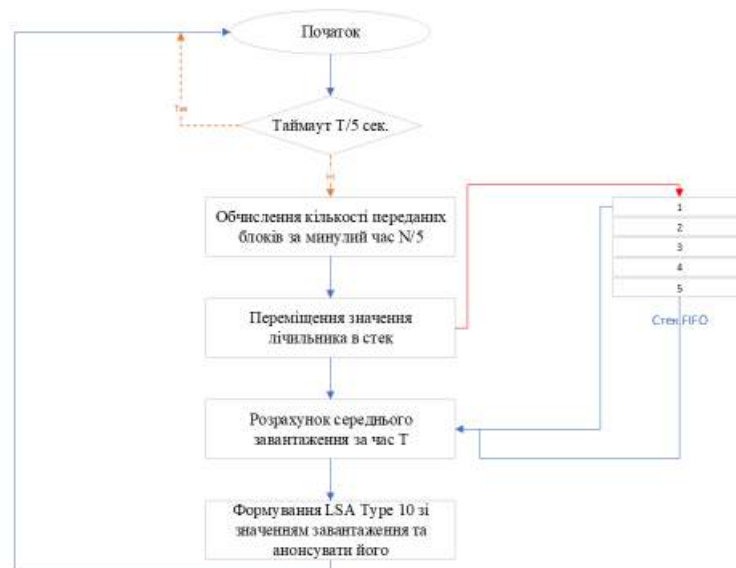 Початок
Так
Таймаут Т/5 сек.
Ні
Обчислення кількості переданих
блоків за минулий час N/5
1
2
3
4
5
Стек FIFO
Переміщення значення
лічильника в стек
Розрахунок середнього
завантаження за час Т
Формування LSA Type 10 зі
значенням завантаження та
анонсувати його